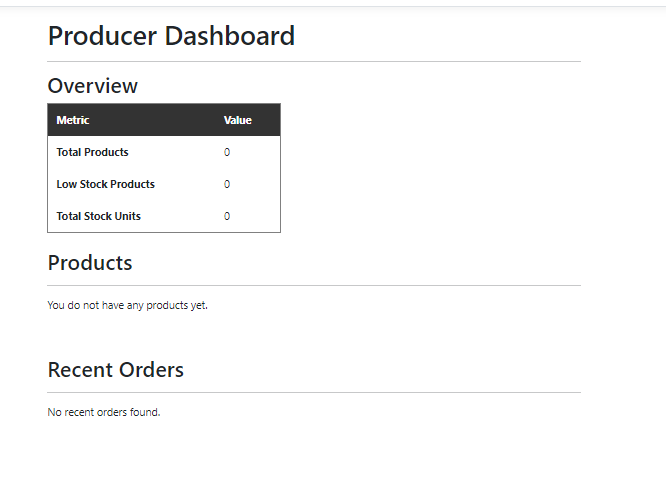 Producer Dashboard
Overview
Metric Value
Total Products 0
Low Stock Products 0
Total Stock Units 0
Products
You do not have any products yet.
Recent Orders
No recent orders found.